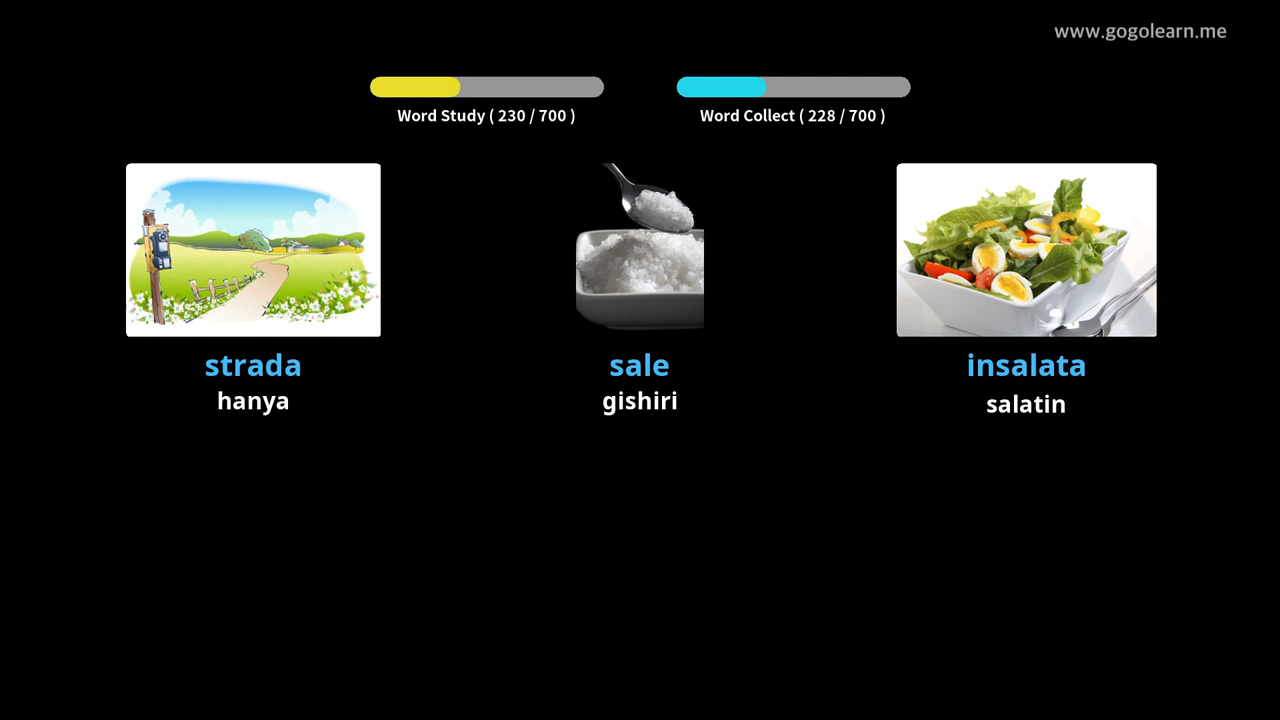 www.gogolearn.me
Word Study ( 230 / 700 )
Word Collect ( 228 / 700 )
strada
hanya
sale
gishiri
insalata
salatin